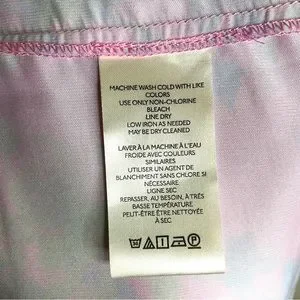 MACHINE WASH COLD WITH LIKE
COLORS
USE ONLY NON-CHLORINE
BLEACH
LINE DRY
LOW IRON AS NEEDED
MAY BE DRY CLEANED
LAVER À LA MACHINE À L'EAU
FROIDE AVEC COULEURS
SIMILAIRES
UTILISER UN AGENT DE
BLANCHIMENT SANS CHLORE SI
NÉCESSAIRE
LIGNE SEC
REPASSER, AU BESOIN, À TRÉS
BASSE TEMPÉRATURE
PEUT-ÊTRE ÊTRE NETTOYÉE
À SEC